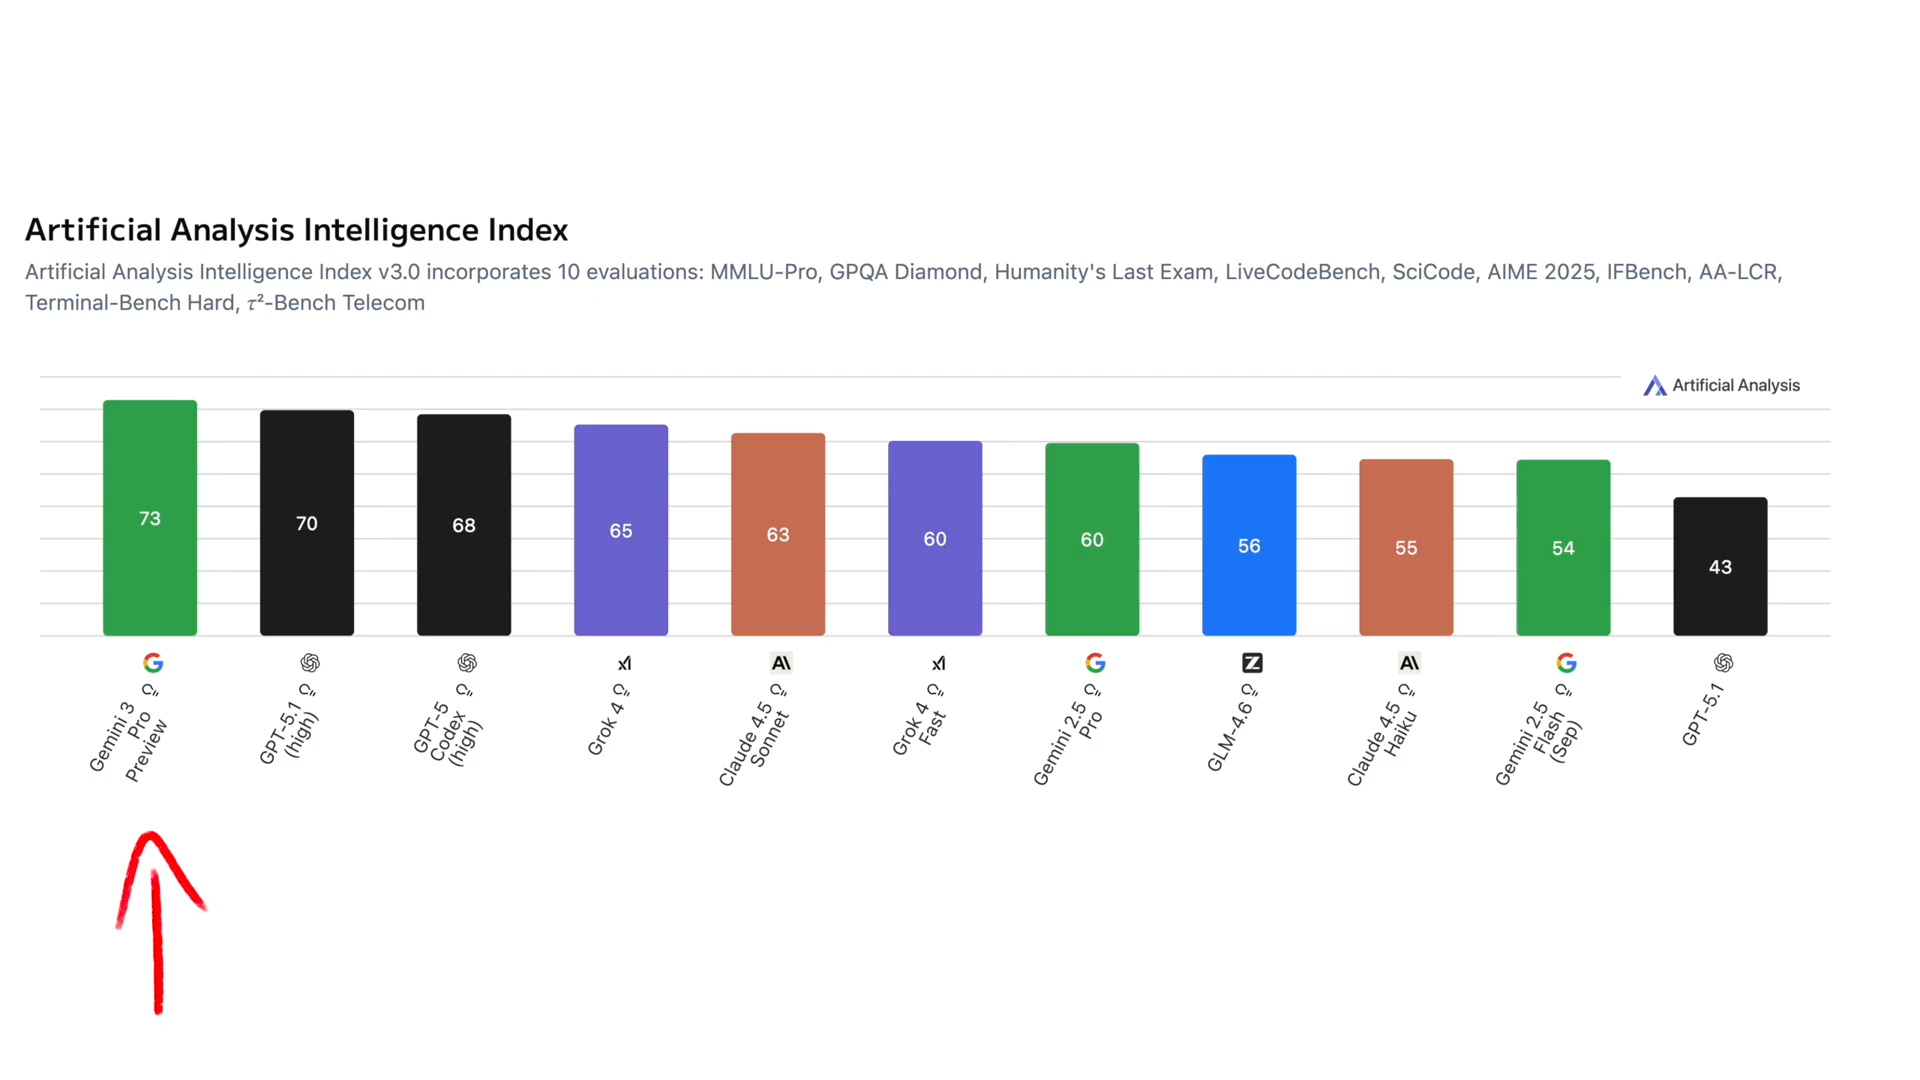 Artificial Analysis Intelligence Index
Artificial Analysis Intelligence Index v3.0 incorporates 10 evaluations: MMLU-Pro, GPQA Diamond, Humanity's Last Exam, LiveCodeBench, SciCode, AIME 2025, IFBench, AA-LCR,
Terminal-Bench Hard, τ²-Bench Telecom
Artificial Analysis
73
70
68
65
63
60
60
56
55
54
43
Gemini 3
Pro
Preview
GPT-5.1
(high)
GPT-5
Codex
(high)
Grok 4
Claude 4.5
Sonnet
Grok 4
Fast
Gemini 2.5
Pro
GLM-4.6
Claude 4.5
Haiku
Gemini 2.5
Flash
(Sep)
GPT-5.1